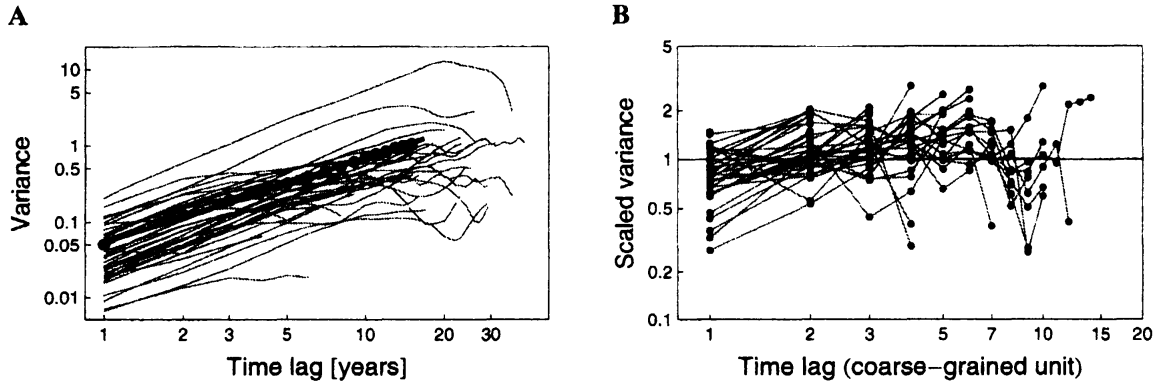 A
10
5
1
0.5
0.1
0.05
0.01
Variance
1 2 3 5 10 20 30
Time lag [years]
B
5
2
1
0.5
0.2
0.1
Scaled variance
1 2 3 4 5 7 10 15 20
Time lag (coarse-grained unit)